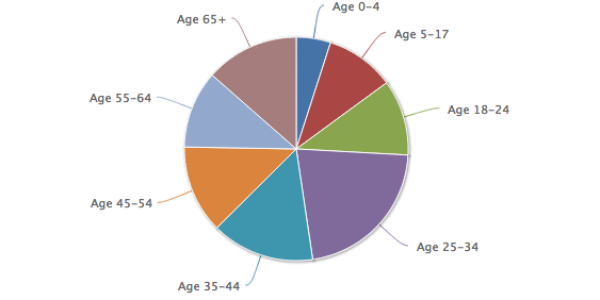 Age 0–4
Age 5–17
Age 18–24
Age 25–34
Age 35–44
Age 45–54
Age 55–64
Age 65+